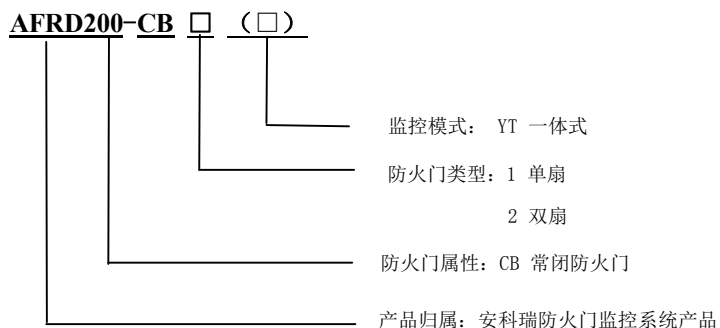 AFRD200-CB □ （□）
监控模式： YT 一体式
防火门类型：1 单扇
2 双扇
防火门属性：CB 常闭防火门
产品归属：安科瑞防火门监控系统产品